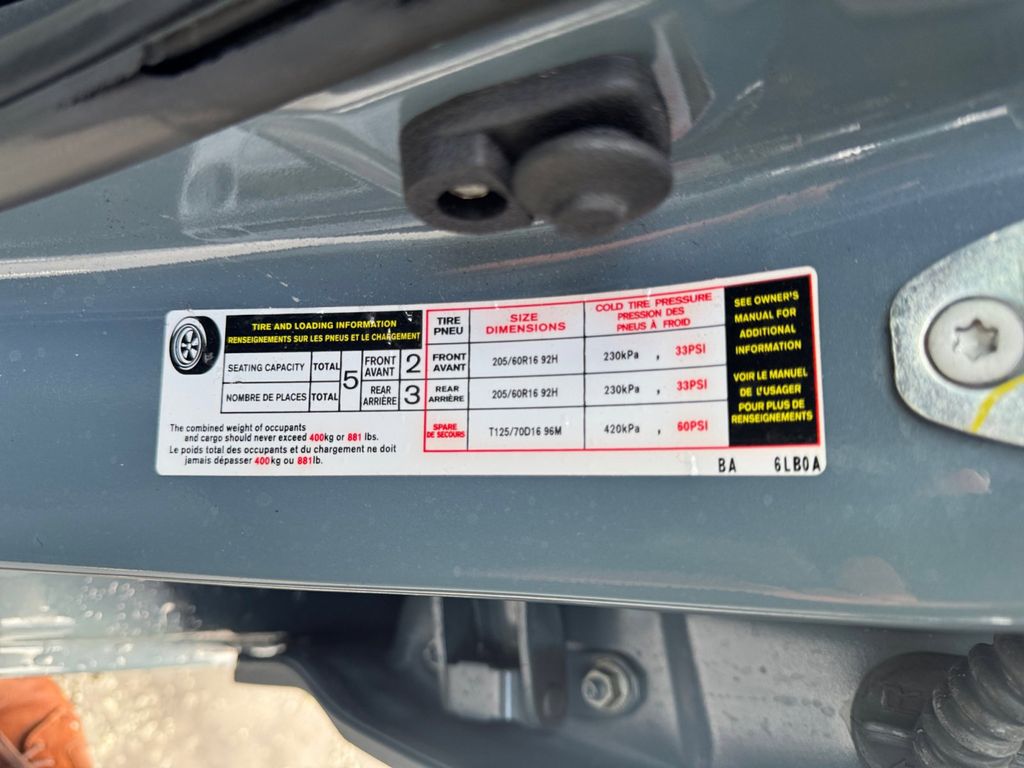 TIRE AND LOADING INFORMATION
RENSEIGNEMENTS SUR LES PNEUS ET LE CHARGEMENT
SEATING CAPACITY TOTAL 5 FRONT AVANT 2
NOMBRE DE PLACES TOTAL REAR ARRIÈRE 3
The combined weight of occupants
and cargo should never exceed 400kg or 881 lbs.
Le poids total des occupants et du chargement ne doit
jamais dépasser 400kg ou 881lb.
TIRE PNEU
SIZE
DIMENSIONS
COLD TIRE PRESSURE
PRESSION DES
PNEUS À FROID
FRONT AVANT 205/60R16 92H 230kPa , 33PSI
REAR ARRIÈRE 205/60R16 92H 230kPa , 33PSI
SPARE DE SECOURS T125/70D16 96M 420kPa , 60PSI
SEE OWNER'S
MANUAL FOR
ADDITIONAL
INFORMATION
VOIR LE MANUEL
DE L'USAGER
POUR PLUS DE
RENSEIGNEMENTS
BA 6LB0A